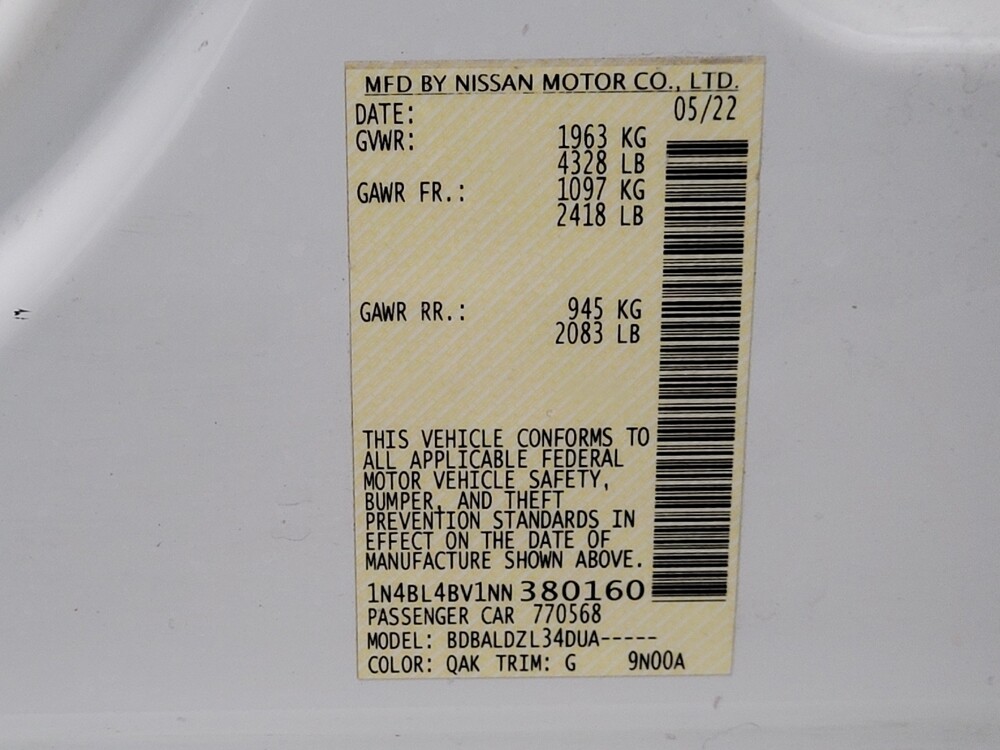 MFD BY NISSAN MOTOR CO., LTD.
DATE: 05/22
GVWR: 1963 KG
4328 LB
GAWR FR.: 1097 KG
2418 LB
GAWR RR.: 945 KG
2083 LB
THIS VEHICLE CONFORMS TO
ALL APPLICABLE FEDERAL
MOTOR VEHICLE SAFETY,
BUMPER, AND THEFT
PREVENTION STANDARDS IN
EFFECT ON THE DATE OF
MANUFACTURE SHOWN ABOVE.
1N4BL4BV1NN380160
PASSENGER CAR 770568
MODEL: BDBALDZL34DUA-----
COLOR: QAK TRIM: G 9N00A